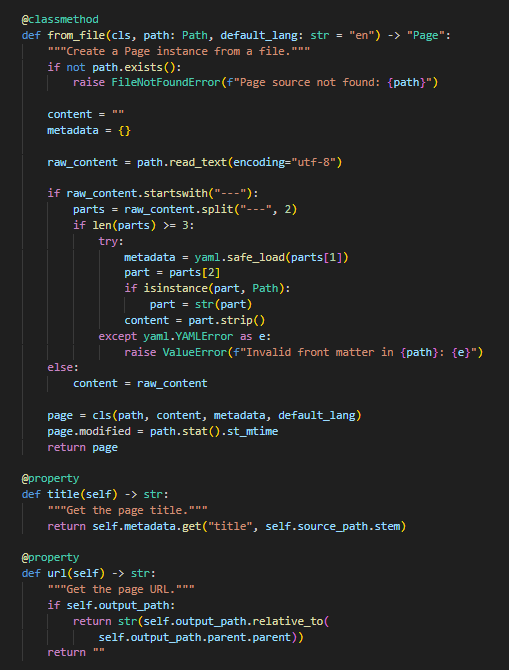 @classmethod
def from_file(cls, path: Path, default_lang: str = "en") -> "Page":
    """Create a Page instance from a file."""
    if not path.exists():
        raise FileNotFoundError(f"Page source not found: {path}")

    content = ""
    metadata = {}

    raw_content = path.read_text(encoding="utf-8")

    if raw_content.startswith("---"):
        parts = raw_content.split("---", 2)
        if len(parts) >= 3:
            try:
                metadata = yaml.safe_load(parts[1])
                part = parts[2]
                if isinstance(part, Path):
                    part = str(part)
                content = part.strip()
            except yaml.YAMLError as e:
                raise ValueError(f"Invalid front matter in {path}: {e}")
    else:
        content = raw_content

    page = cls(path, content, metadata, default_lang)
    page.modified = path.stat().st_mtime
    return page

@property
def title(self) -> str:
    """Get the page title."""
    return self.metadata.get("title", self.source_path.stem)

@property
def url(self) -> str:
    """Get the page URL."""
    if self.output_path:
        return str(self.output_path.relative_to(
            self.output_path.parent.parent))
    return ""